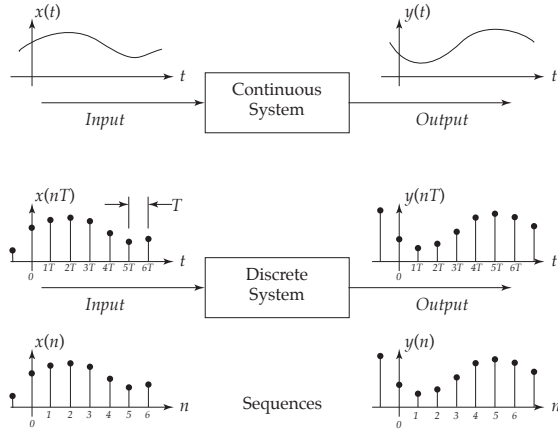 x(t) y(t)
t Continuous System t
Input Output
x(nT) T y(nT)
0 1T 2T 3T 4T 5T 6T t 0 1T 2T 3T 4T 5T 6T t
Discrete System
Input Output
x(n) y(n)
0 1 2 3 4 5 6 n Sequences 0 1 2 3 4 5 6 n